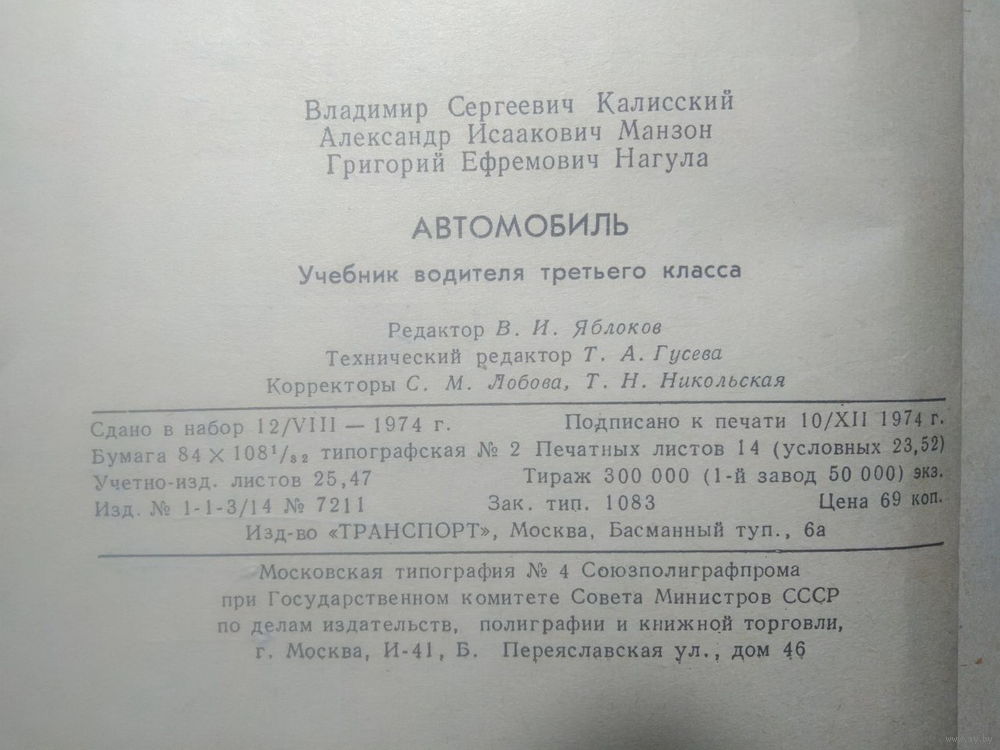 Владимир Сергеевич Калисский
Александр Исаакович Манзон
Григорий Ефремович Нагула
АВТОМОБИЛЬ
Учебник водителя третьего класса
Редактор В. И. Яблоков
Технический редактор Т. А. Гусева
Корректоры С. М. Лобова, Т. Н. Никольская
Сдано в набор 12/VIII — 1974 г. Подписано к печати 10/XII 1974 г.
Бумага 84 × 108¹/₃₂ типографская № 2 Печатных листов 14 (условных 23,52)
Учетно-изд. листов 25,47 Тираж 300 000 (1-й завод 50 000) экз.
Изд. № 1-1-3/14 № 7211 Зак. тип. 1083 Цена 69 коп.
Изд-во «ТРАНСПОРТ», Москва, Басманный туп., 6а
Московская типография № 4 Союзполиграфпрома
при Государственном комитете Совета Министров СССР
по делам издательств, полиграфии и книжной торговли,
г. Москва, И-41, Б. Переяславская ул., дом 46
www.ay.by